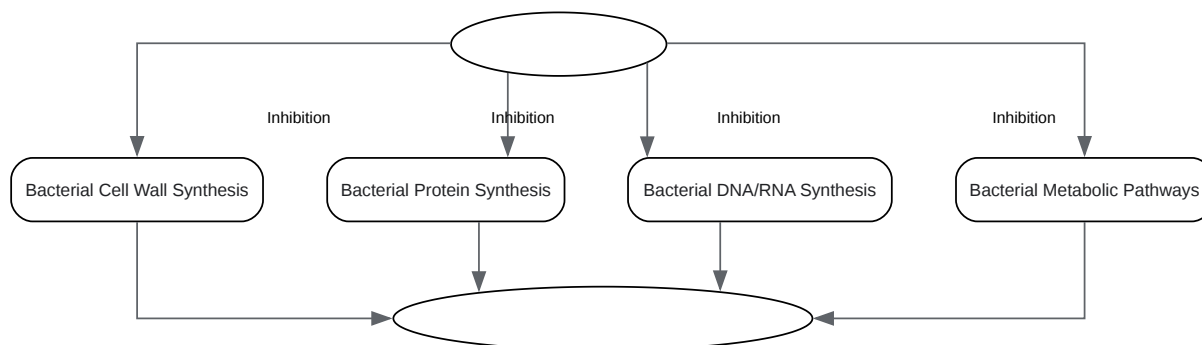 Inhibition
Inhibition
Inhibition
Inhibition
Bacterial Cell Wall Synthesis
Bacterial Protein Synthesis
Bacterial DNA/RNA Synthesis
Bacterial Metabolic Pathways